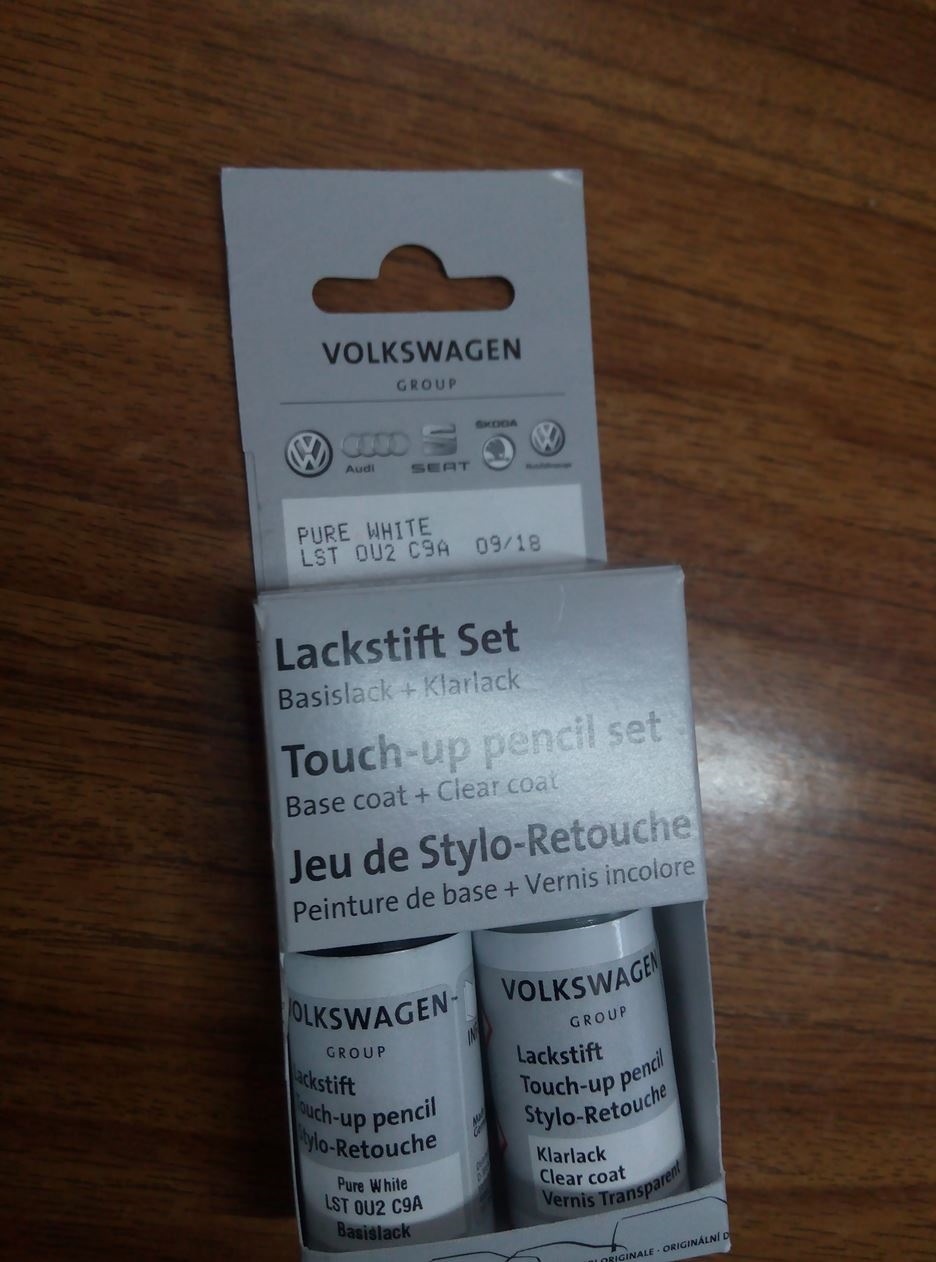 VOLKSWAGEN
GROUP
Audi
SEAT
ŠKODA
PURE WHITE
LST 0U2 C9A 09/18
Lackstift Set
Basislack + Klarlack
Touch-up pencil set
Base coat + Clear coat
Jeu de Stylo-Retouche
Peinture de base + Vernis incolore
VOLKSWAGEN-
GROUP
Lackstift
Touch-up pencil
Stylo-Retouche
Pure White
LST 0U2 C9A
Basislack
VOLKSWAGEN
GROUP
Lackstift
Touch-up pencil
Stylo-Retouche
Klarlack
Clear coat
Vernis Transparent
ORIGINALE · ORIGINÁLNÍ D